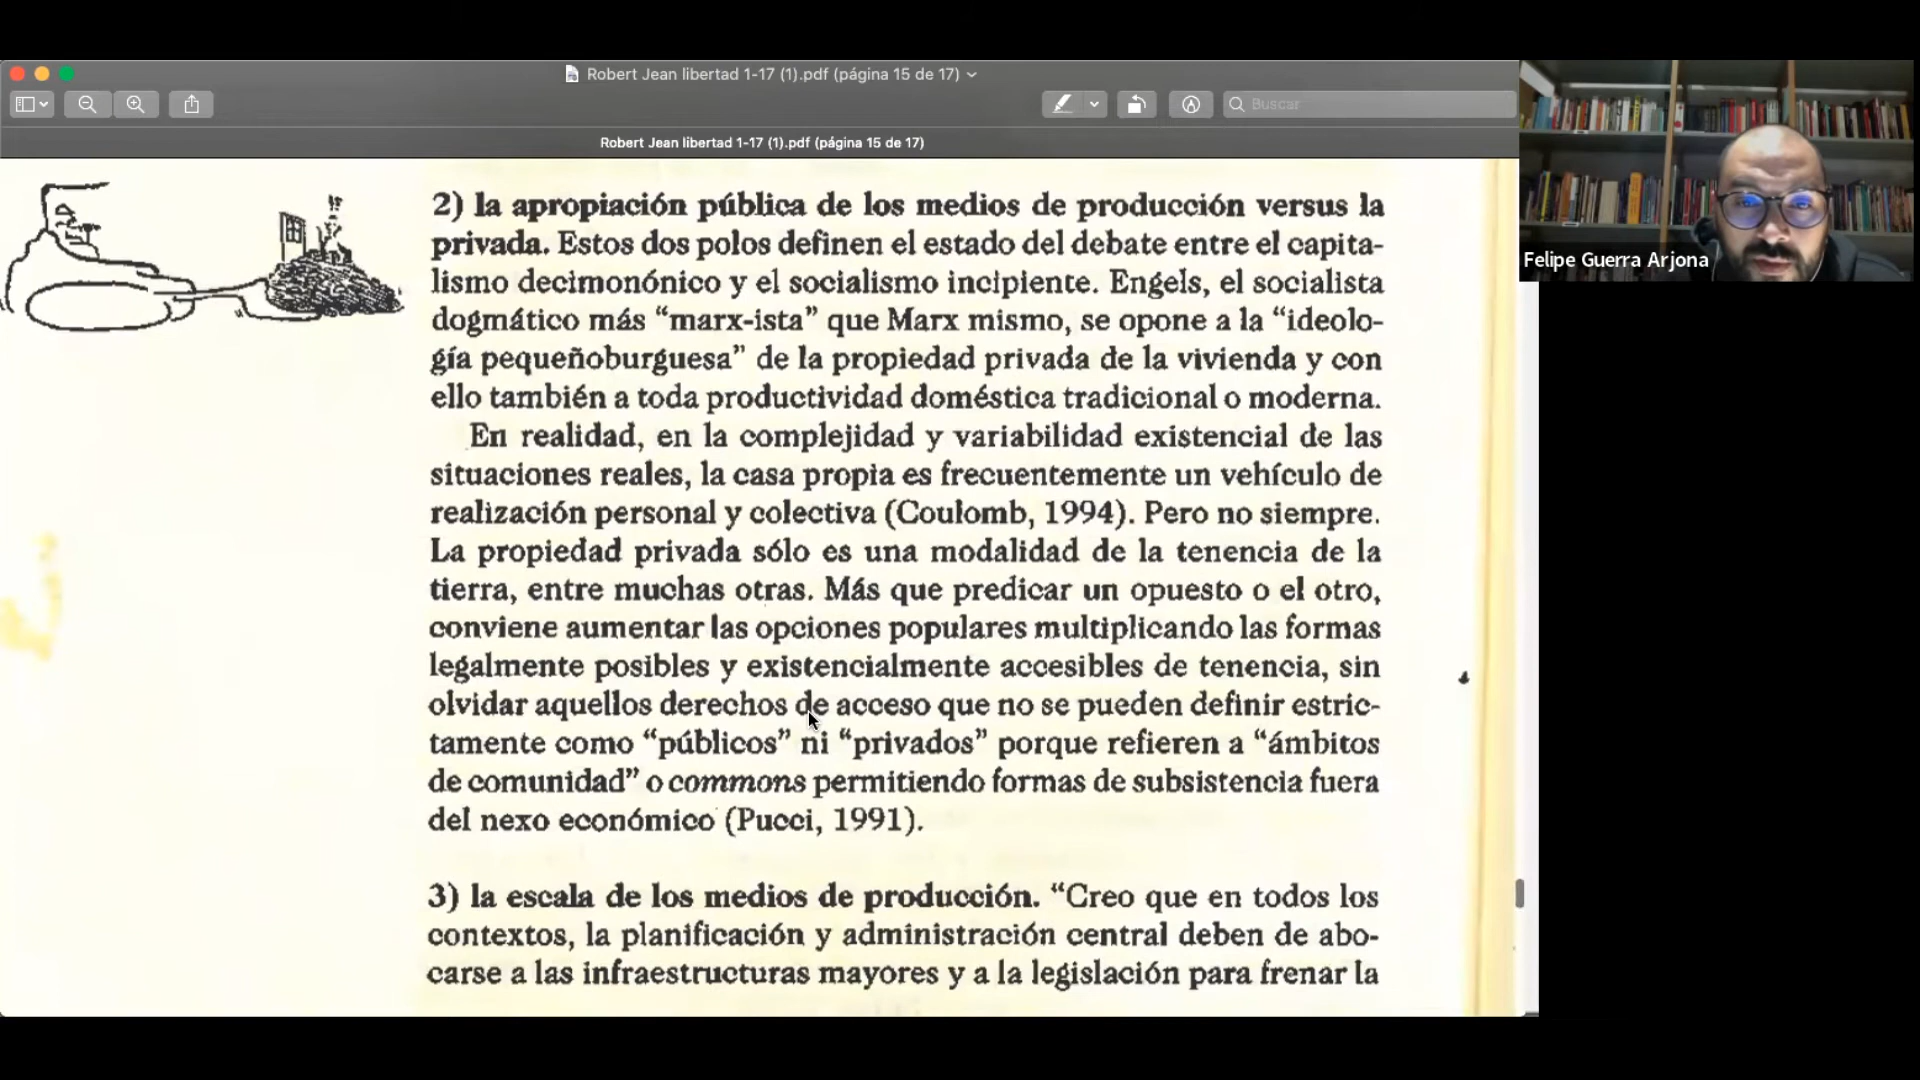 Robert Jean libertad 1-17 (1).pdf (página 15 de 17)
Buscar
Robert Jean libertad 1-17 (1).pdf (página 15 de 17)
2) la apropiación pública de los medios de producción versus la
privada. Estos dos polos definen el estado del debate entre el capita-
lismo decimonónico y el socialismo incipiente. Engels, el socialista
dogmático más “marx-ista” que Marx mismo, se opone a la “ideolo-
gía pequeñoburguesa” de la propiedad privada de la vivienda y con
ello también a toda productividad doméstica tradicional o moderna.
En realidad, en la complejidad y variabilidad existencial de las
situaciones reales, la casa propia es frecuentemente un vehículo de
realización personal y colectiva (Coulomb, 1994). Pero no siempre.
La propiedad privada sólo es una modalidad de la tenencia de la
tierra, entre muchas otras. Más que predicar un opuesto o el otro,
conviene aumentar las opciones populares multiplicando las formas
legalmente posibles y existencialmente accesibles de tenencia, sin
olvidar aquellos derechos de acceso que no se pueden definir estric-
tamente como “públicos” ni “privados” porque refieren a “ámbitos
de comunidad” o commons permitiendo formas de subsistencia fuera
del nexo económico (Pucci, 1991).
3) la escala de los medios de producción. “Creo que en todos los
contextos, la planificación y administración central deben de abo-
carse a las infraestructuras mayores y a la legislación para frenar la
Felipe Guerra Arjona